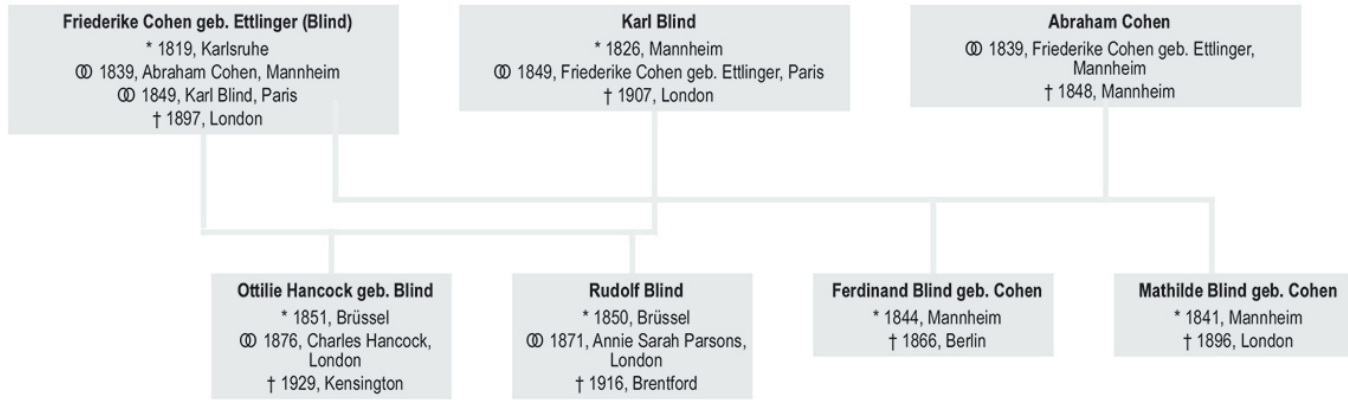 Friederike Cohen geb. Ettlinger (Blind)
* 1819, Karlsruhe
⚭ 1839, Abraham Cohen, Mannheim
⚭ 1849, Karl Blind, Paris
† 1897, London
Karl Blind
* 1826, Mannheim
⚭ 1849, Friederike Cohen geb. Ettlinger, Paris
† 1907, London
Abraham Cohen
⚭ 1839, Friederike Cohen geb. Ettlinger,
Mannheim
† 1848, Mannheim
Ottilie Hancock geb. Blind
* 1851, Brüssel
⚭ 1876, Charles Hancock,
London
† 1929, Kensington
Rudolf Blind
* 1850, Brüssel
⚭ 1871, Annie Sarah Parsons,
London
† 1916, Brentford
Ferdinand Blind geb. Cohen
* 1844, Mannheim
† 1866, Berlin
Mathilde Blind geb. Cohen
* 1841, Mannheim
† 1896, London